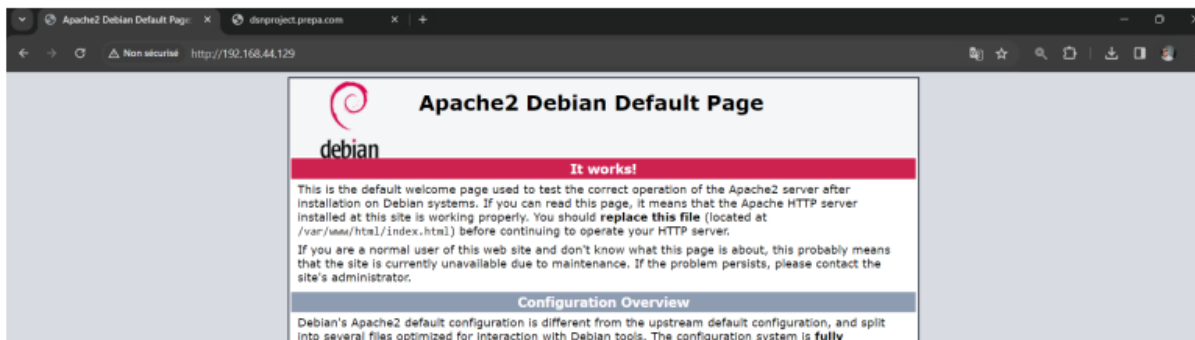 Apache2 Debian Default Page: dsnproject.prepa.com
Non sécurisé http://192.168.44.129
Apache2 Debian Default Page
debian
It works!
This is the default welcome page used to test the correct operation of the Apache2 server after
installation on Debian systems. If you can read this page, it means that the Apache HTTP server
installed at this site is working properly. You should replace this file (located at
/var/www/html/index.html) before continuing to operate your HTTP server.
If you are a normal user of this web site and don't know what this page is about, this probably means
that the site is currently unavailable due to maintenance. If the problem persists, please contact the
site's administrator.
Configuration Overview
Debian's Apache2 default configuration is different from the upstream default configuration, and split
into several files optimized for interaction with Debian tools. The configuration system is fully